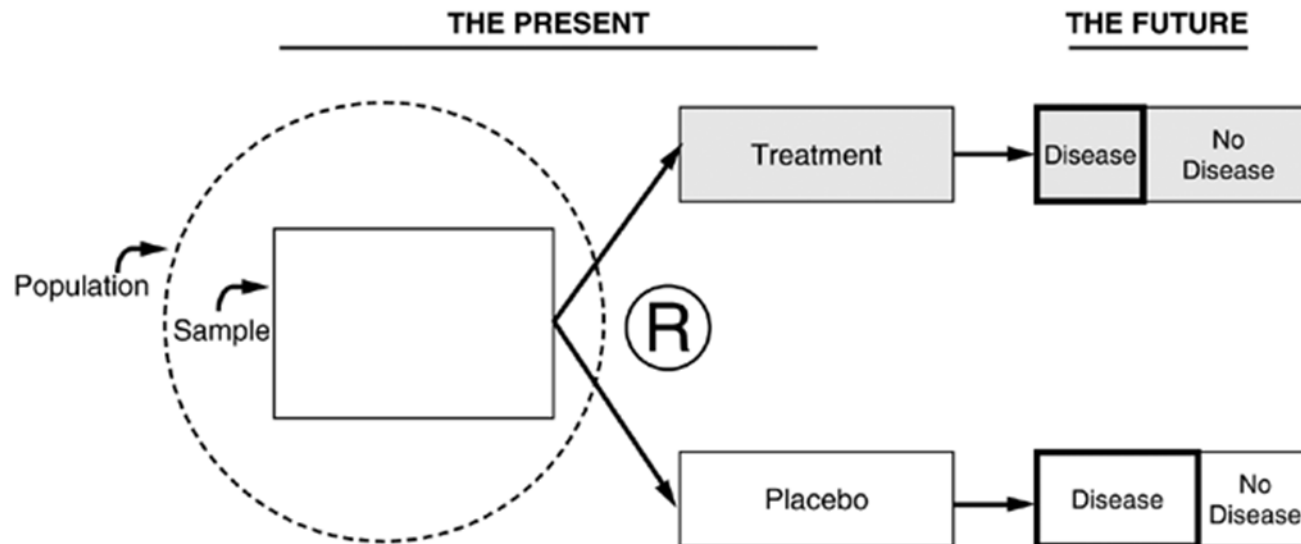 THE PRESENT
THE FUTURE
Treatment
Disease
No
Disease
Population
Sample
R
Placebo
Disease
No
Disease